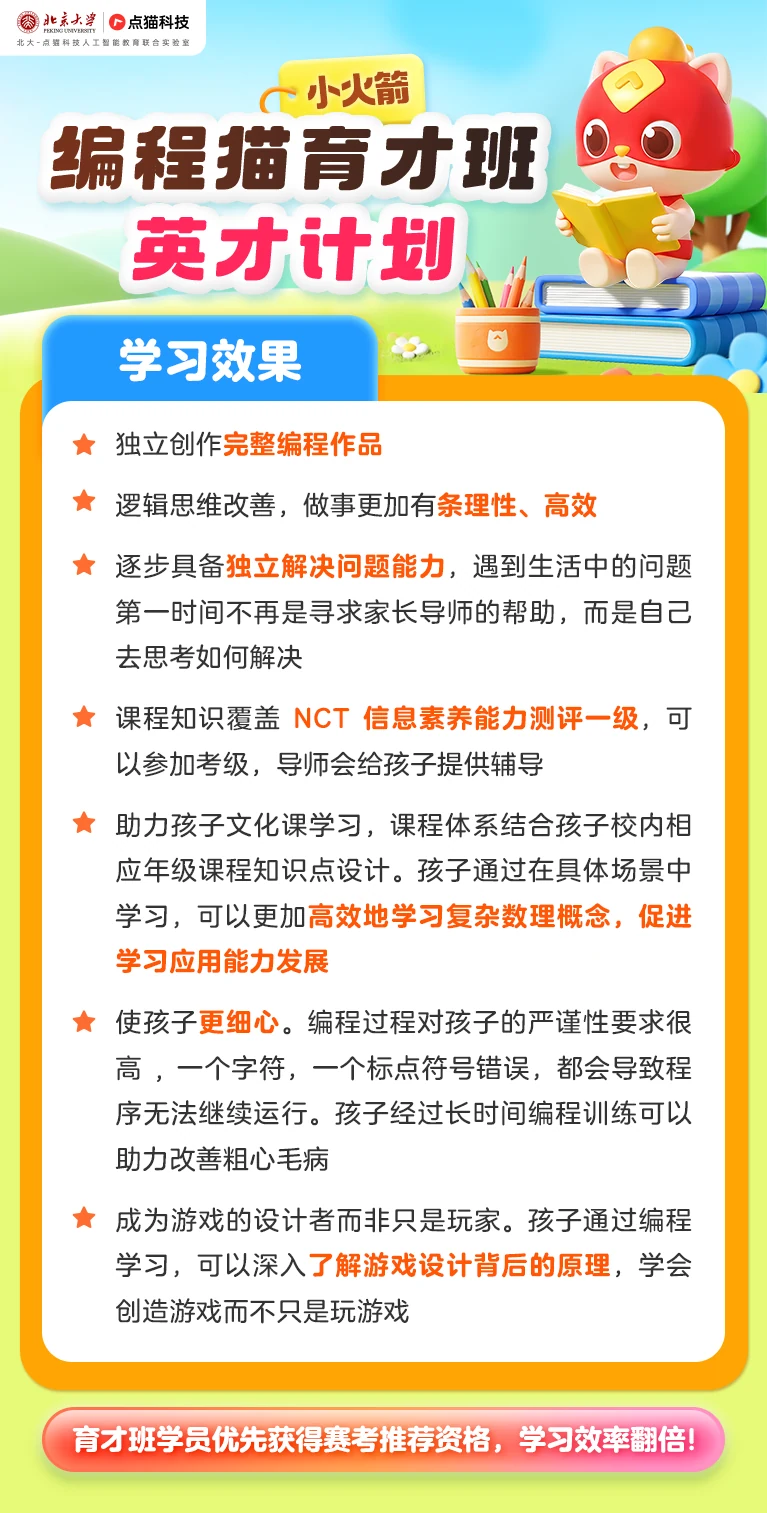 北京大学 点猫科技
PEKING UNIVERSITY
北大-点猫科技人工智能教育联合实验室
小火箭
编程猫育才班
英才计划
学习效果
独立创作完整编程作品
逻辑思维改善，做事更加有条理性、高效
逐步具备独立解决问题能力，遇到生活中的问题
第一时间不再是寻求家长导师的帮助，而是自己
去思考如何解决
课程知识覆盖 NCT 信息素养能力测评一级，可
以参加考级，导师会给孩子提供辅导
助力孩子文化课学习，课程体系结合孩子校内相
应年级课程知识点设计。孩子通过在具体场景中
学习，可以更加高效地学习复杂数理概念，促进
学习应用能力发展
使孩子更细心。编程过程对孩子的严谨性要求很
高 ，一个字符，一个标点符号错误，都会导致程
序无法继续运行。孩子经过长时间编程训练可以
助力改善粗心毛病
成为游戏的设计者而非只是玩家。孩子通过编程
学习，可以深入了解游戏设计背后的原理，学会
创造游戏而不只是玩游戏
育才班学员优先获得赛考推荐资格，学习效率翻倍!